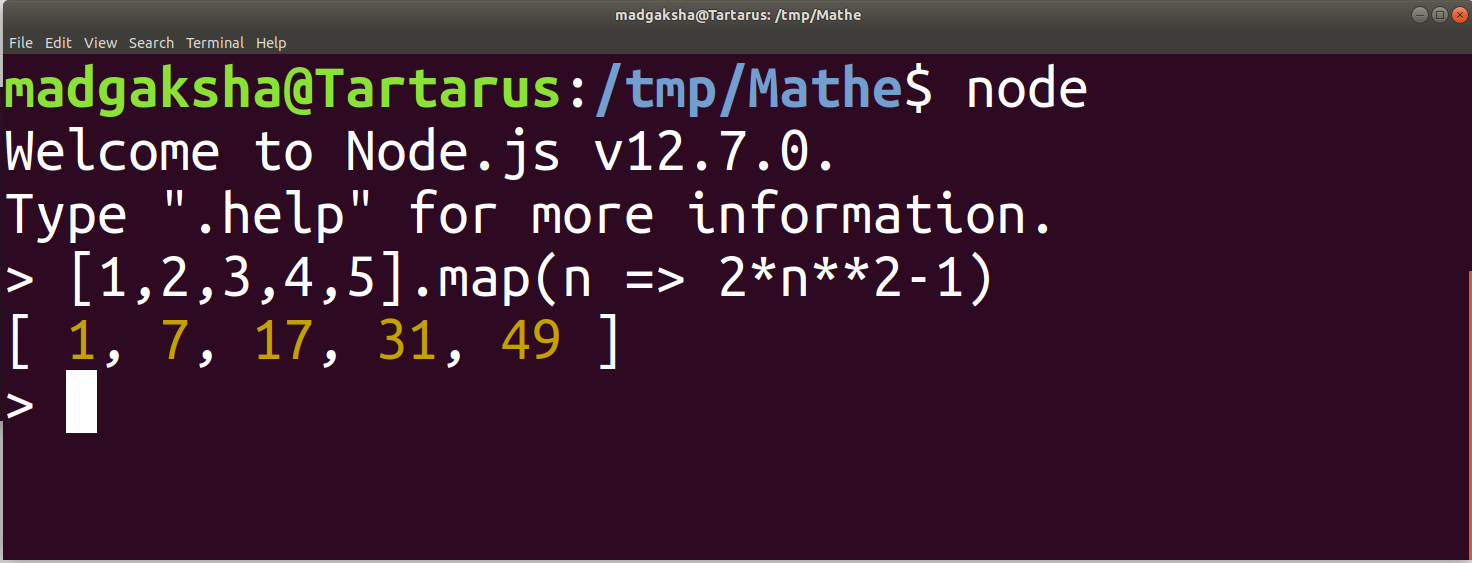 madgaksha@Tartarus: /tmp/Mathe
File Edit View Search Terminal Help
madgaksha@Tartarus:/tmp/Mathe$ node
Welcome to Node.js v12.7.0.
Type ".help" for more information.
> [1,2,3,4,5].map(n => 2*n**2-1)
[ 1, 7, 17, 31, 49 ]
>